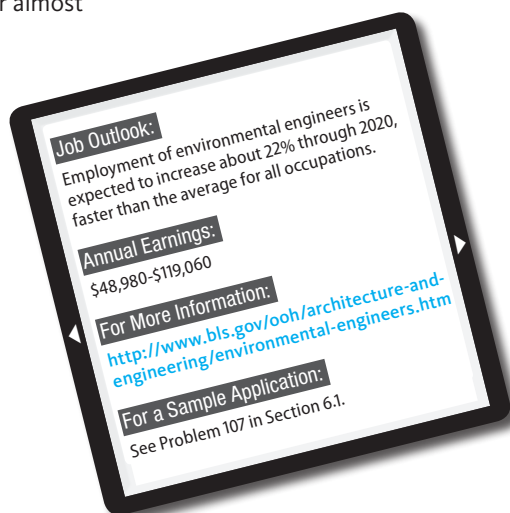 r almost
Job Outlook:
Employment of environmental engineers is
expected to increase about 22% through 2020,
faster than the average for all occupations.
Annual Earnings:
$48,980-$119,060
For More Information:
http://www.bls.gov/ooh/architecture-and-
engineering/environmental-engineers.htm
For a Sample Application:
See Problem 107 in Section 6.1.